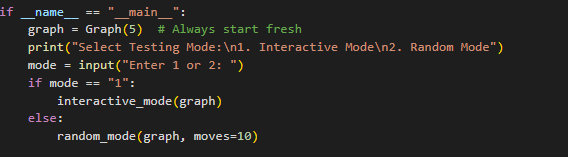 if __name__ == "__main__":
    graph = Graph(5)  # Always start fresh
    print("Select Testing Mode:\n1. Interactive Mode\n2. Random Mode")
    mode = input("Enter 1 or 2: ")
    if mode == "1":
        interactive_mode(graph)
    else:
        random_mode(graph, moves=10)